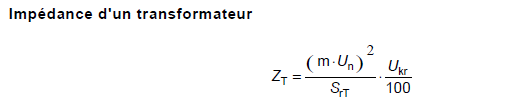 Impédance d'un transformateur
Z_T = (m·U_n)^2 / S_rT · U_kr / 100